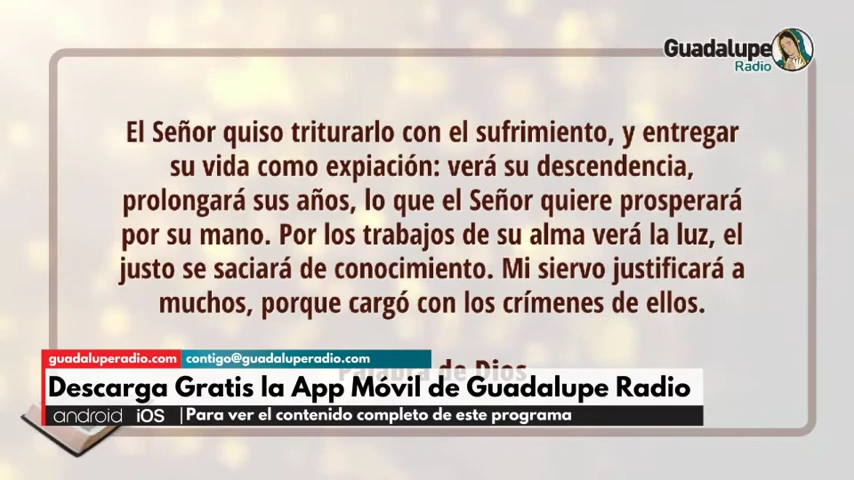 Guadalupe
Radio
El Señor quiso triturarlo con el sufrimiento, y entregar
su vida como expiación: verá su descendencia,
prolongará sus años, lo que el Señor quiere prosperará
por su mano. Por los trabajos de su alma verá la luz, el
justo se saciará de conocimiento. Mi siervo justificará a
muchos, porque cargó con los crímenes de ellos.
Palabra de Dios
guadaluperadio.com contigo@guadaluperadio.com
Descarga Gratis la App Móvil de Guadalupe Radio
android iOS | Para ver el contenido completo de este programa